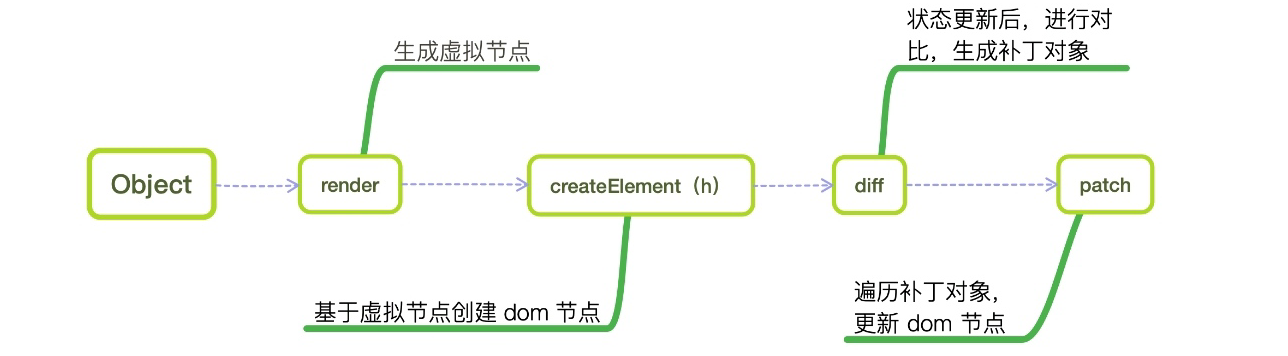 生成虚拟节点
状态更新后，进行对
比，生成补丁对象
Object
render
createElement（h）
diff
patch
基于虚拟节点创建 dom 节点
遍历补丁对象，
更新 dom 节点